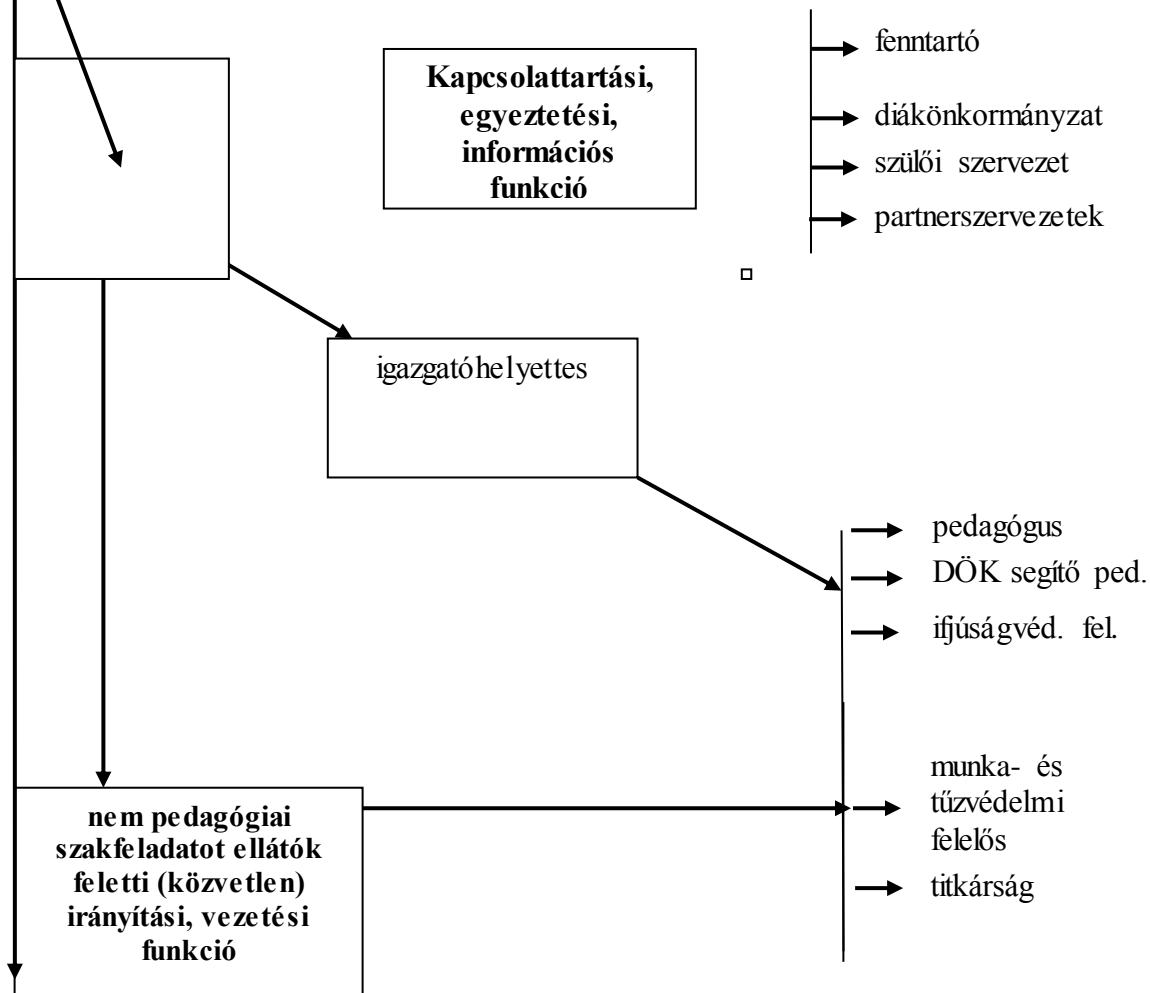 Kapcsolattartási,
egyeztetési,
információs
funkció
fenntartó
diákönkormányzat
szülői szervezet
partnerszervezetek
igazgatóhelyettes
pedagógus
DÖK segítő ped.
ifjúságvéd. fel.
nem pedagógiai
szakfeladatot ellátók
feletti (közvetlen)
irányítási, vezetési
funkció
munka- és
tűzvédelmi
felelős
titkárság